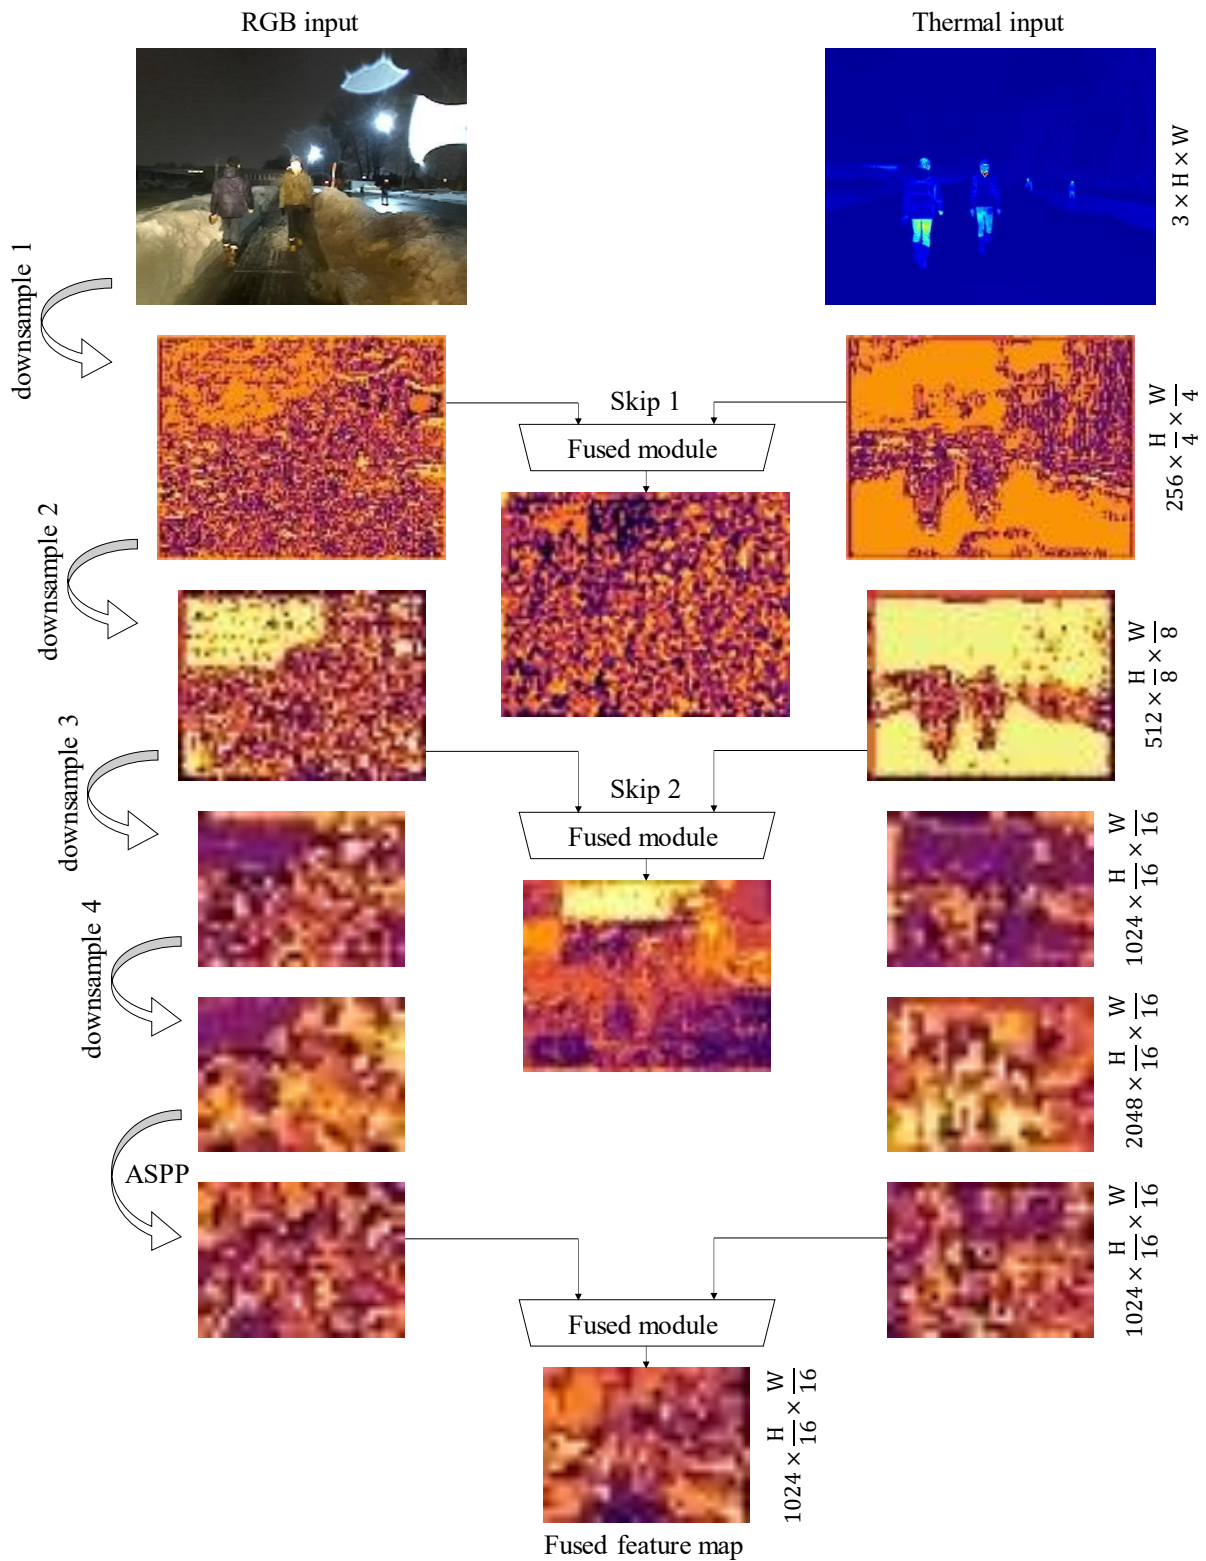 RGB input
Thermal input
3 × H × W
downsample 1
Skip 1
Fused module
256 × H/4 × W/4
downsample 2
512 × H/8 × W/8
downsample 3
Skip 2
Fused module
1024 × H/16 × W/16
downsample 4
2048 × H/16 × W/16
ASPP
1024 × H/16 × W/16
Fused module
1024 × H/16 × W/16
Fused feature map